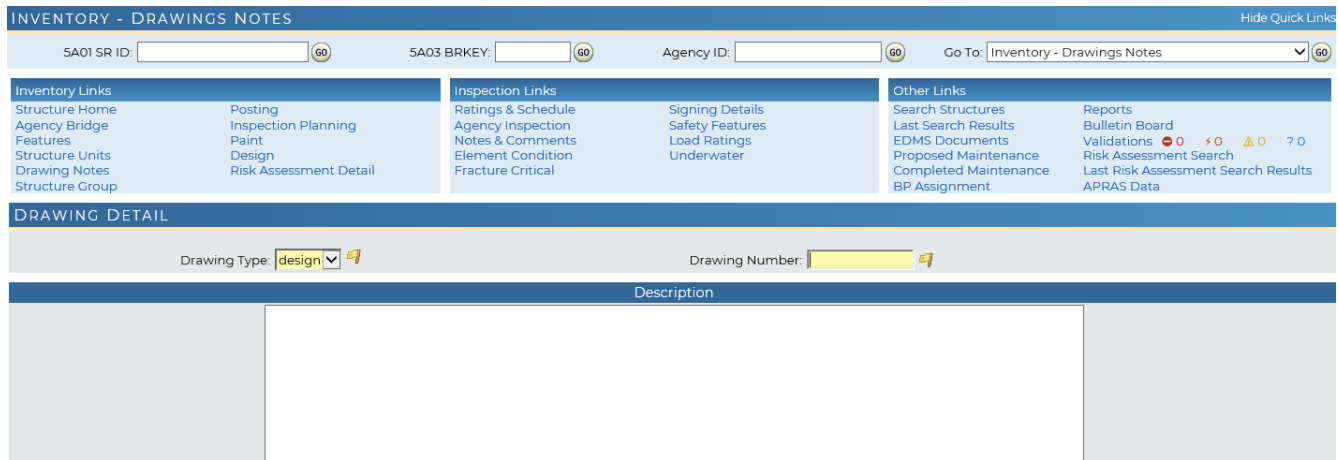 INVENTORY - DRAWINGS NOTES
Hide Quick Links
5A01 SR ID: GO 5A03 BRKEY: GO Agency ID: GO Go To: Inventory - Drawings Notes GO
Inventory Links
Structure Home Posting
Agency Bridge Inspection Planning
Features Paint
Structure Units Design
Drawing Notes Risk Assessment Detail
Structure Group
Inspection Links
Ratings & Schedule Signing Details
Agency Inspection Safety Features
Notes & Comments Load Ratings
Element Condition Underwater
Fracture Critical
Other Links
Search Structures Reports
Last Search Results Bulletin Board
EDMS Documents Validations 0 0 0 ? 0
Proposed Maintenance Risk Assessment Search
Completed Maintenance Last Risk Assessment Search Results
BP Assignment APRAS Data
DRAWING DETAIL
Drawing Type: design Drawing Number:
Description